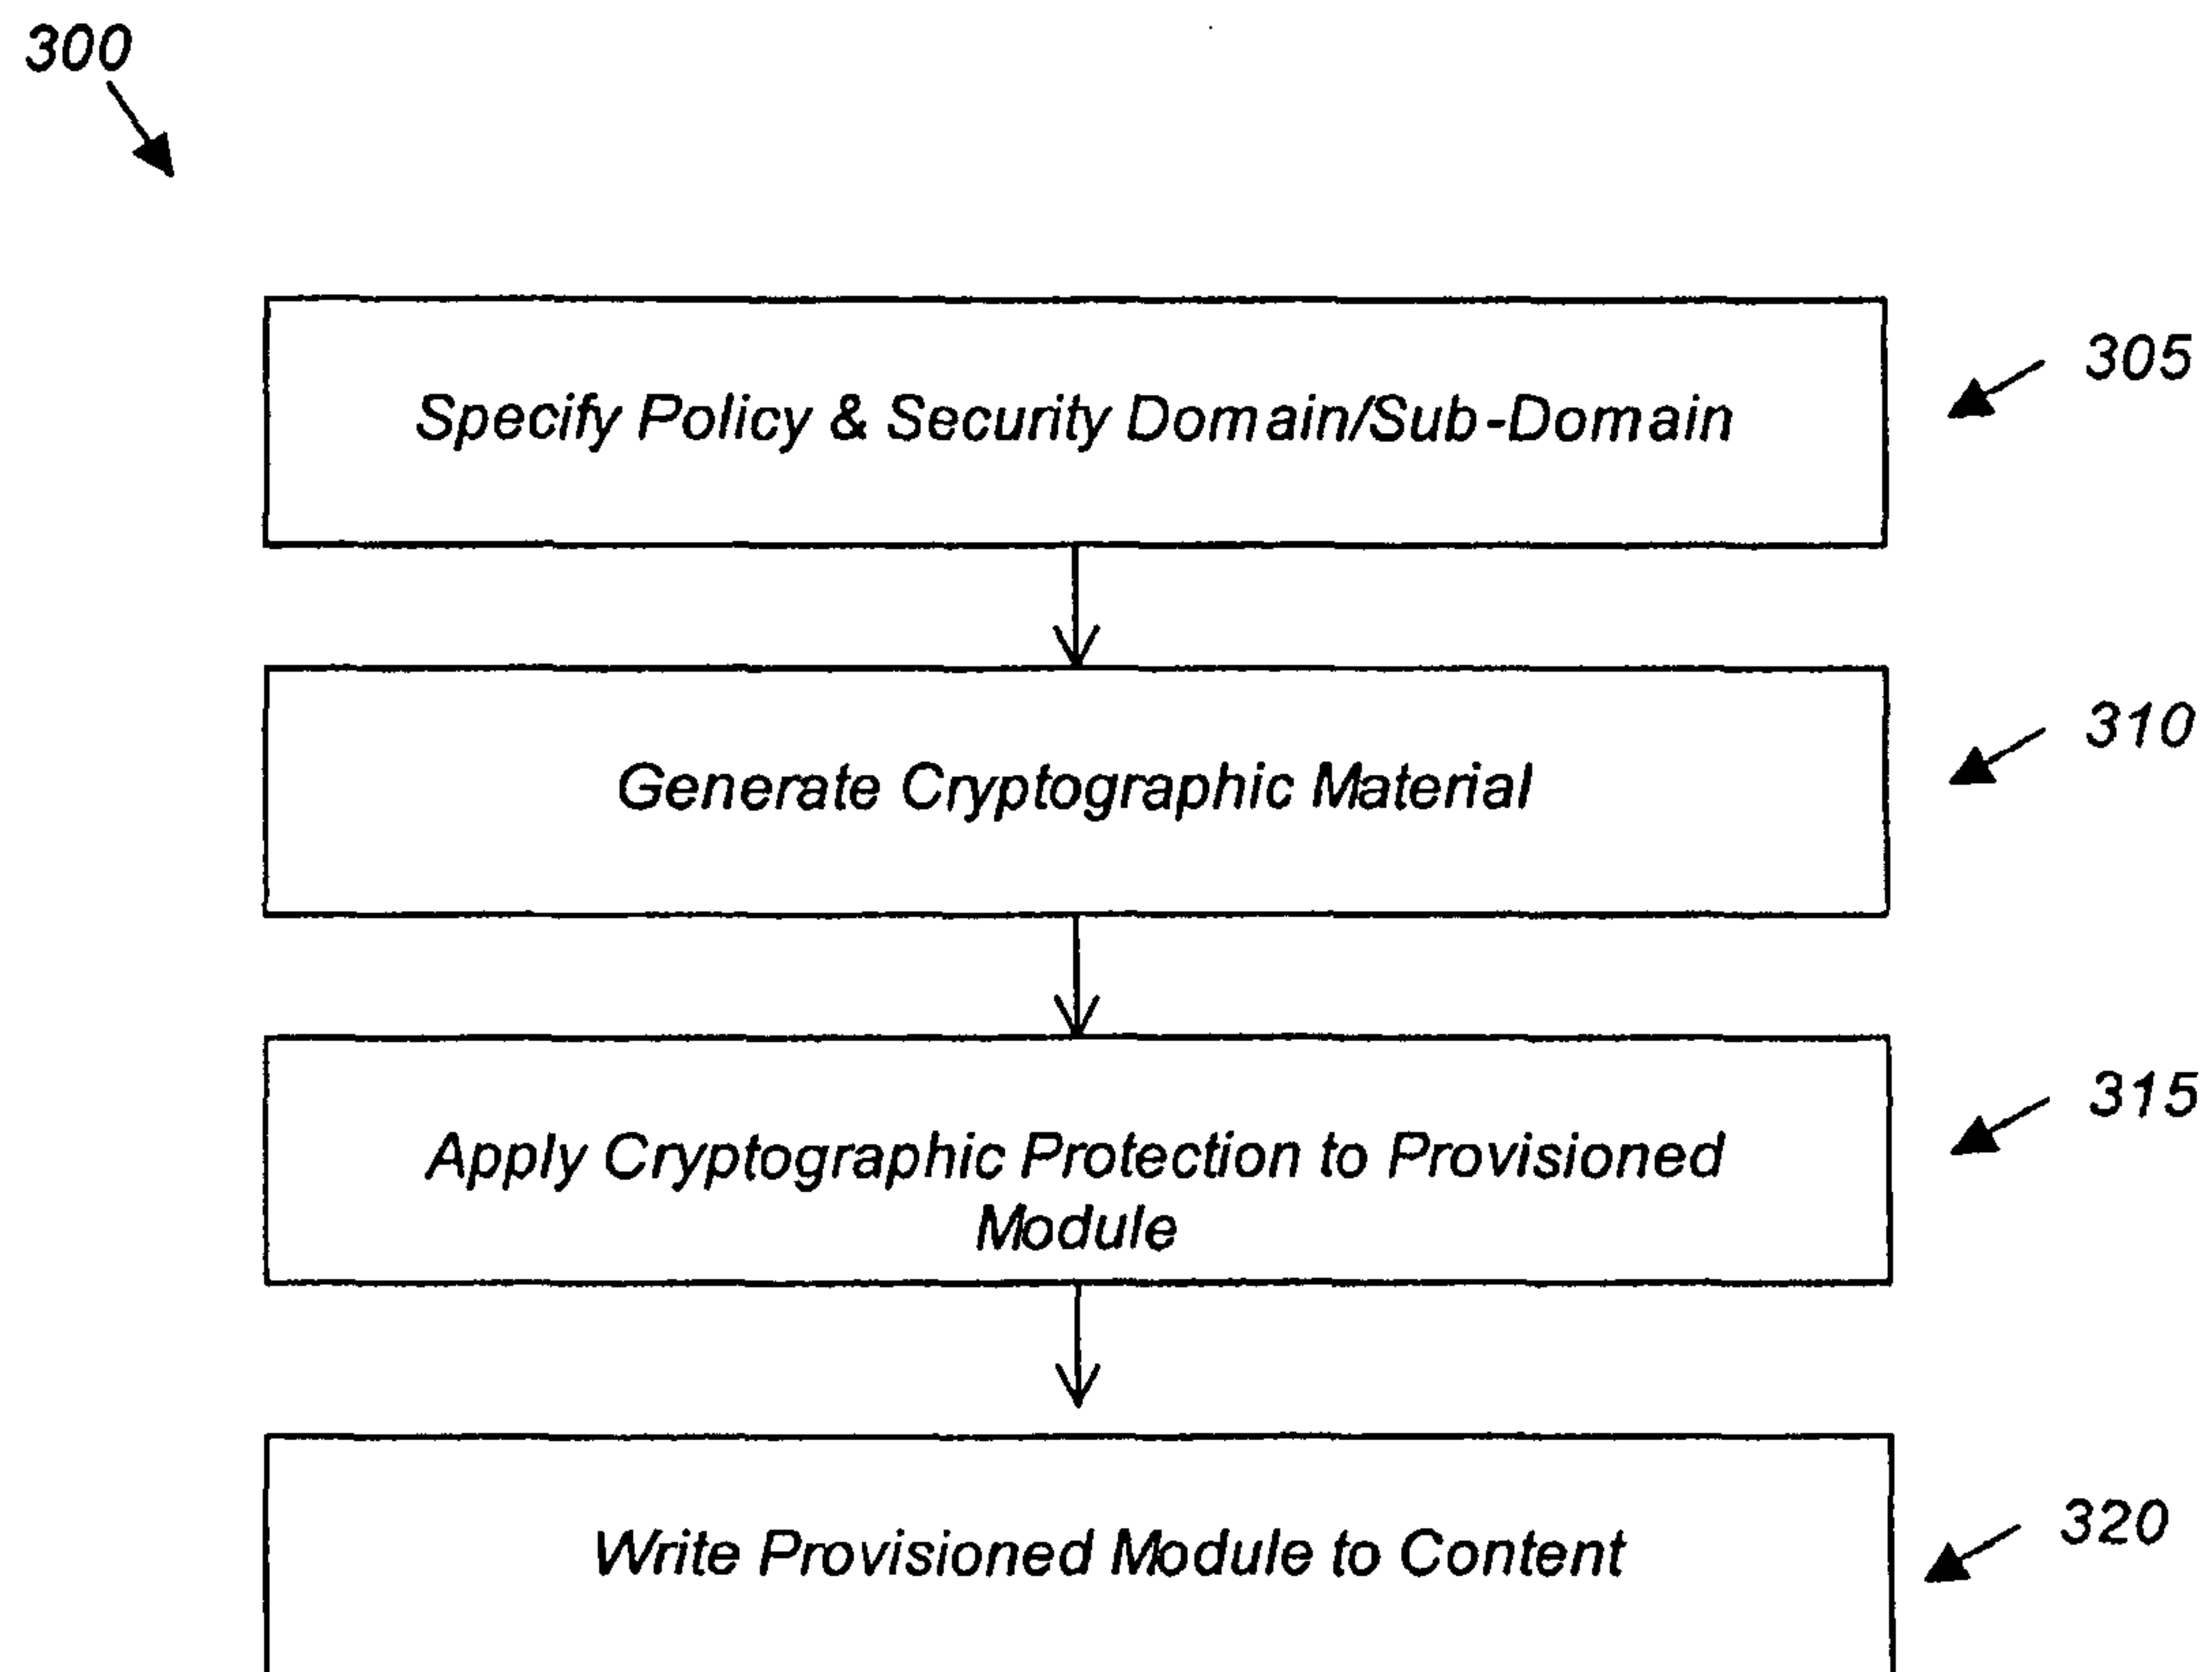 300
Specify Policy & Security Domain/Sub-Domain
305
Generate Cryptographic Material
310
Apply Cryptographic Protection to Provisioned
Module
315
Write Provisioned Module to Content
320